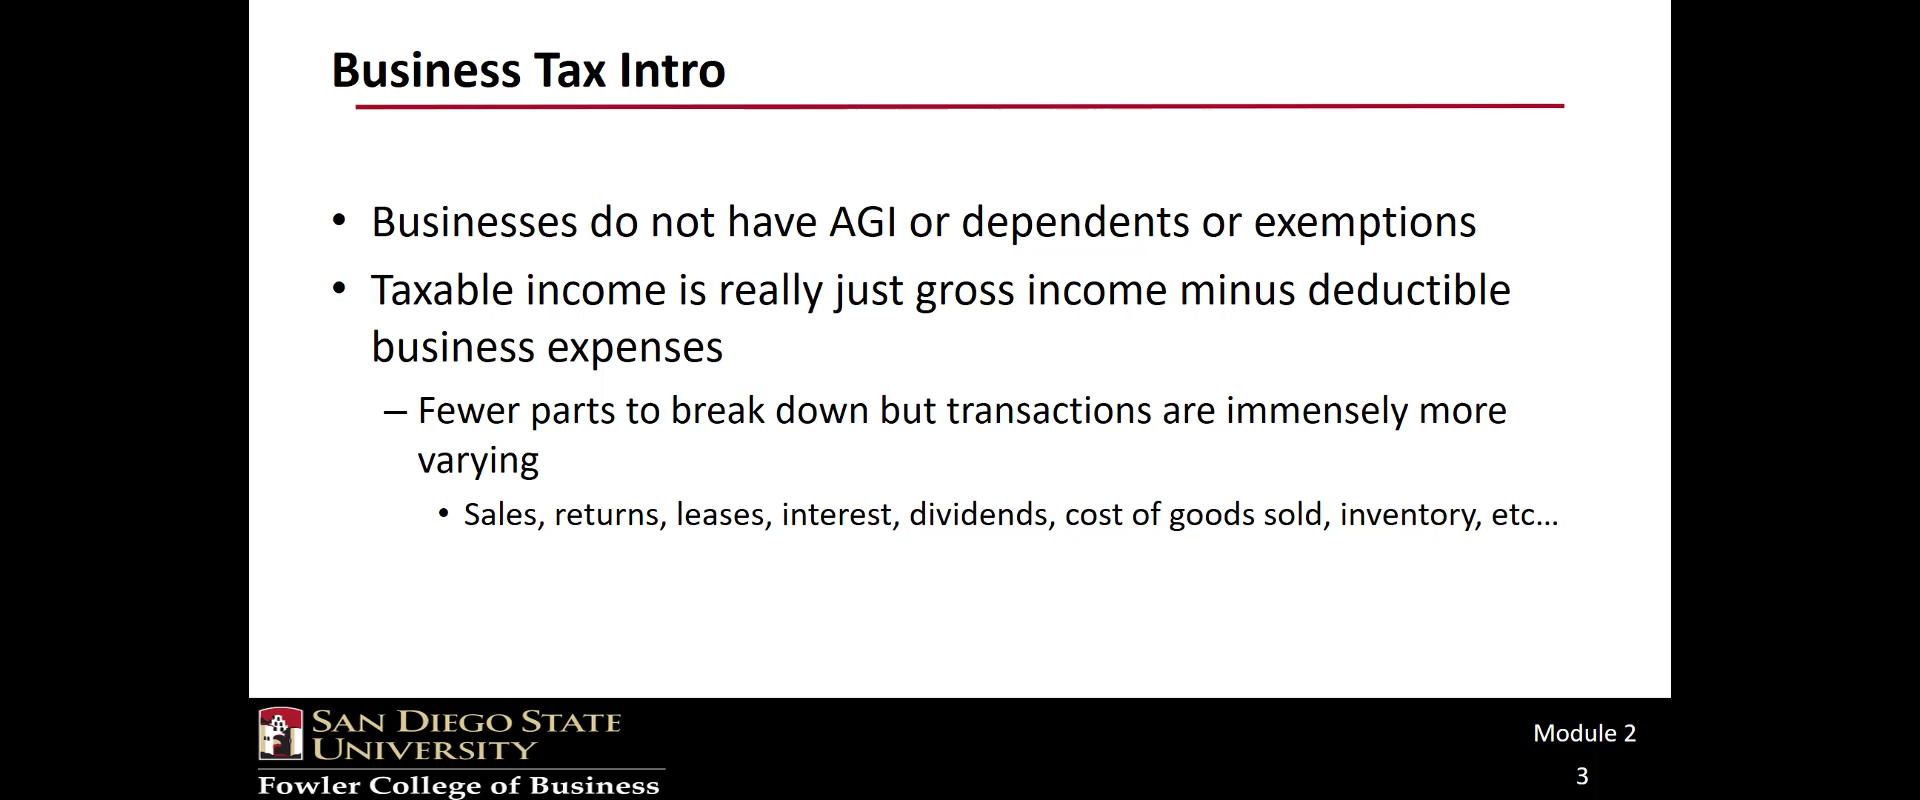 Business Tax Intro
• Businesses do not have AGI or dependents or exemptions
• Taxable income is really just gross income minus deductible
business expenses
– Fewer parts to break down but transactions are immensely more
varying
• Sales, returns, leases, interest, dividends, cost of goods sold, inventory, etc…
SAN DIEGO STATE
UNIVERSITY
Fowler College of Business
Module 2
3